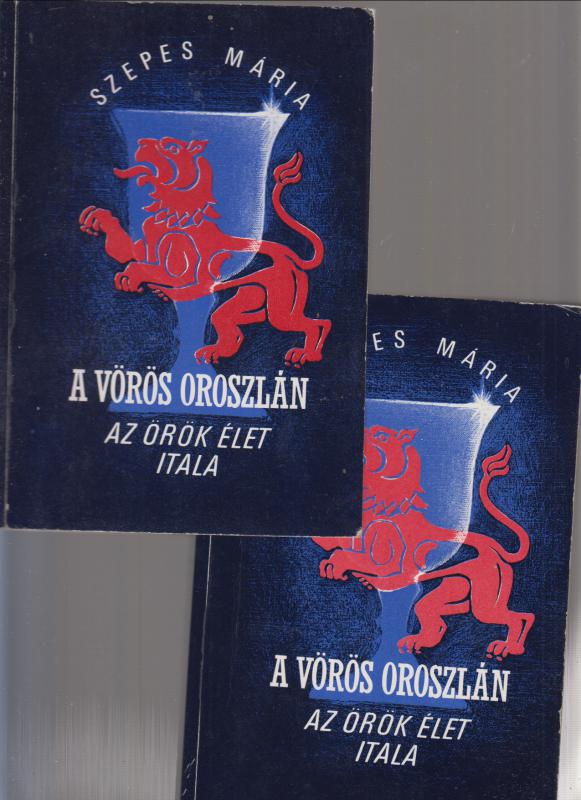 SZEPES MÁRIA
A VÖRÖS OROSZLÁN
AZ ÖRÖK ÉLET
ITALA
ES MÁRIA
A VÖRÖS OROSZLÁN
AZ ÖRÖK ÉLET
ITALA